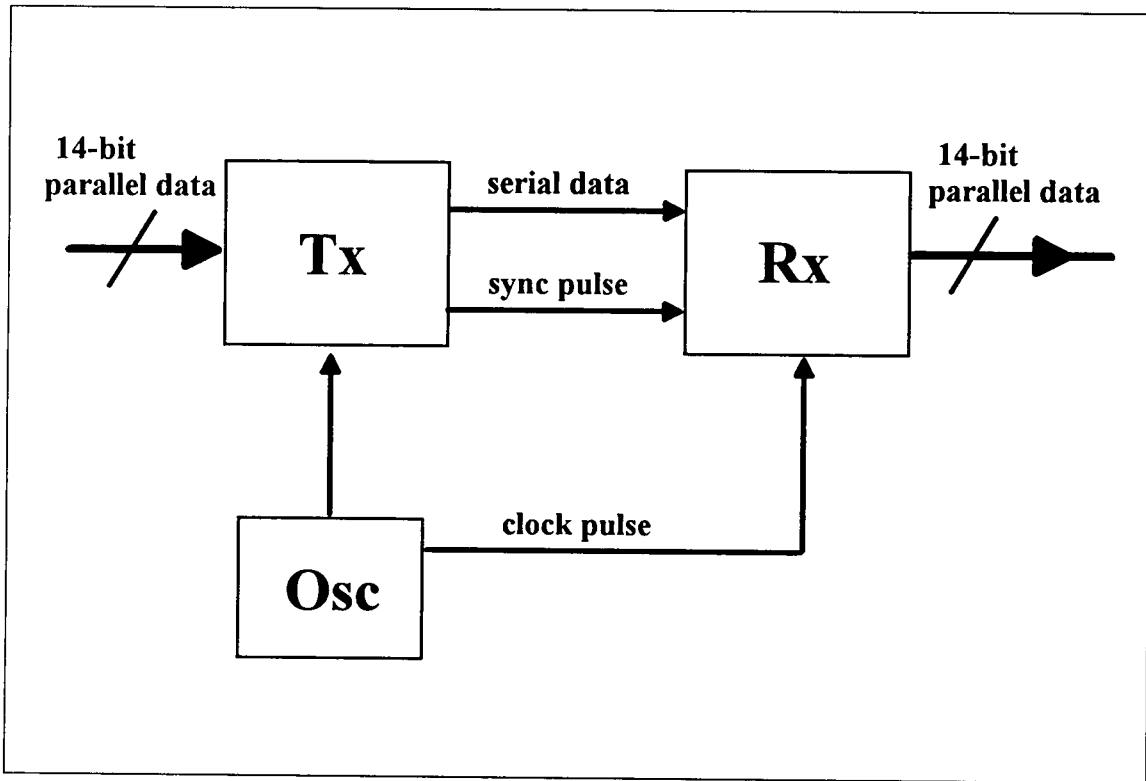 14-bit
parallel data
Tx
serial data
sync pulse
14-bit
parallel data
Rx
Osc
clock pulse